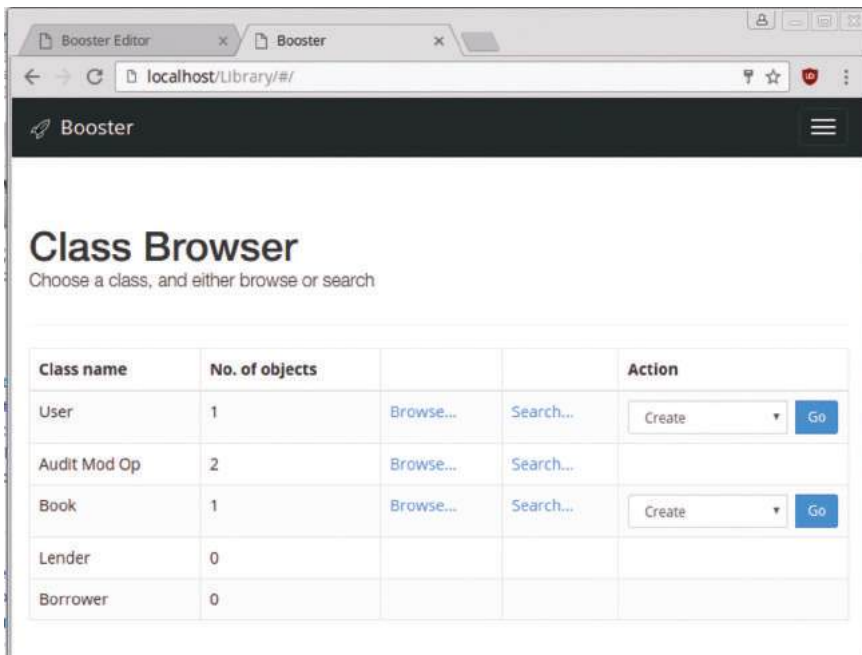 Booster Editor
Booster
localhost/Library/#/
Booster
Class Browser
Choose a class, and either browse or search
Class name No. of objects Action
User 1 Browse... Search... Create Go
Audit Mod Op 2 Browse... Search...
Book 1 Browse... Search... Create Go
Lender 0
Borrower 0